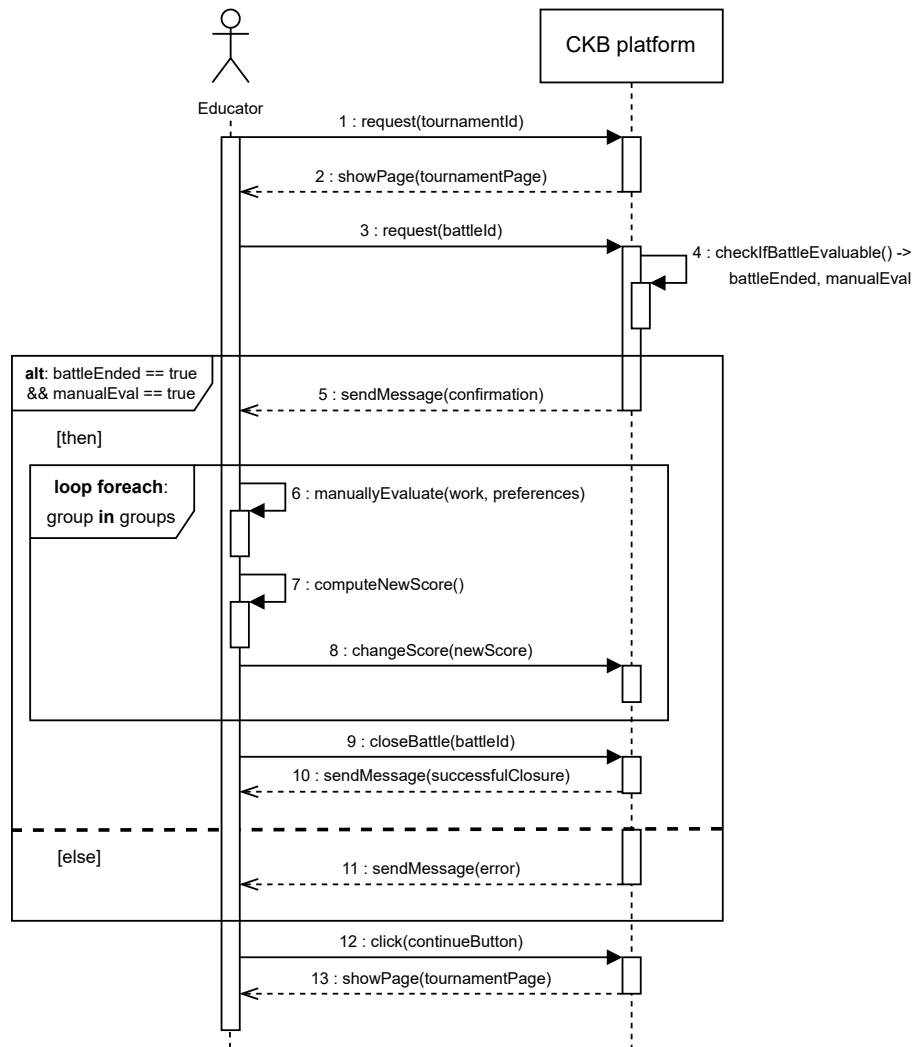 CKB platform
Educator
1 : request(tournamentId)
2 : showPage(tournamentPage)
3 : request(battleId)
4 : checkIfBattleEvaluable() ->
battleEnded, manualEval
alt: battleEnded == true
&& manualEval == true
5 : sendMessage(confirmation)
[then]
loop foreach:
group in groups
6 : manuallyEvaluate(work, preferences)
7 : computeNewScore()
8 : changeScore(newScore)
9 : closeBattle(battleId)
10 : sendMessage(successfulClosure)
[else]
11 : sendMessage(error)
12 : click(continueButton)
13 : showPage(tournamentPage)